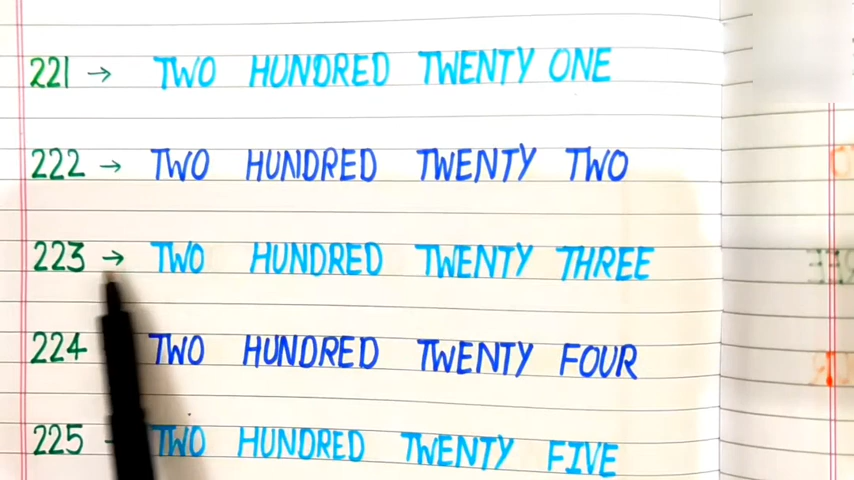 221 → TWO HUNDRED TWENTY ONE
222 → TWO HUNDRED TWENTY TWO
223 → TWO HUNDRED TWENTY THREE
224 TWO HUNDRED TWENTY FOUR
225 TWO HUNDRED TWENTY FIVE